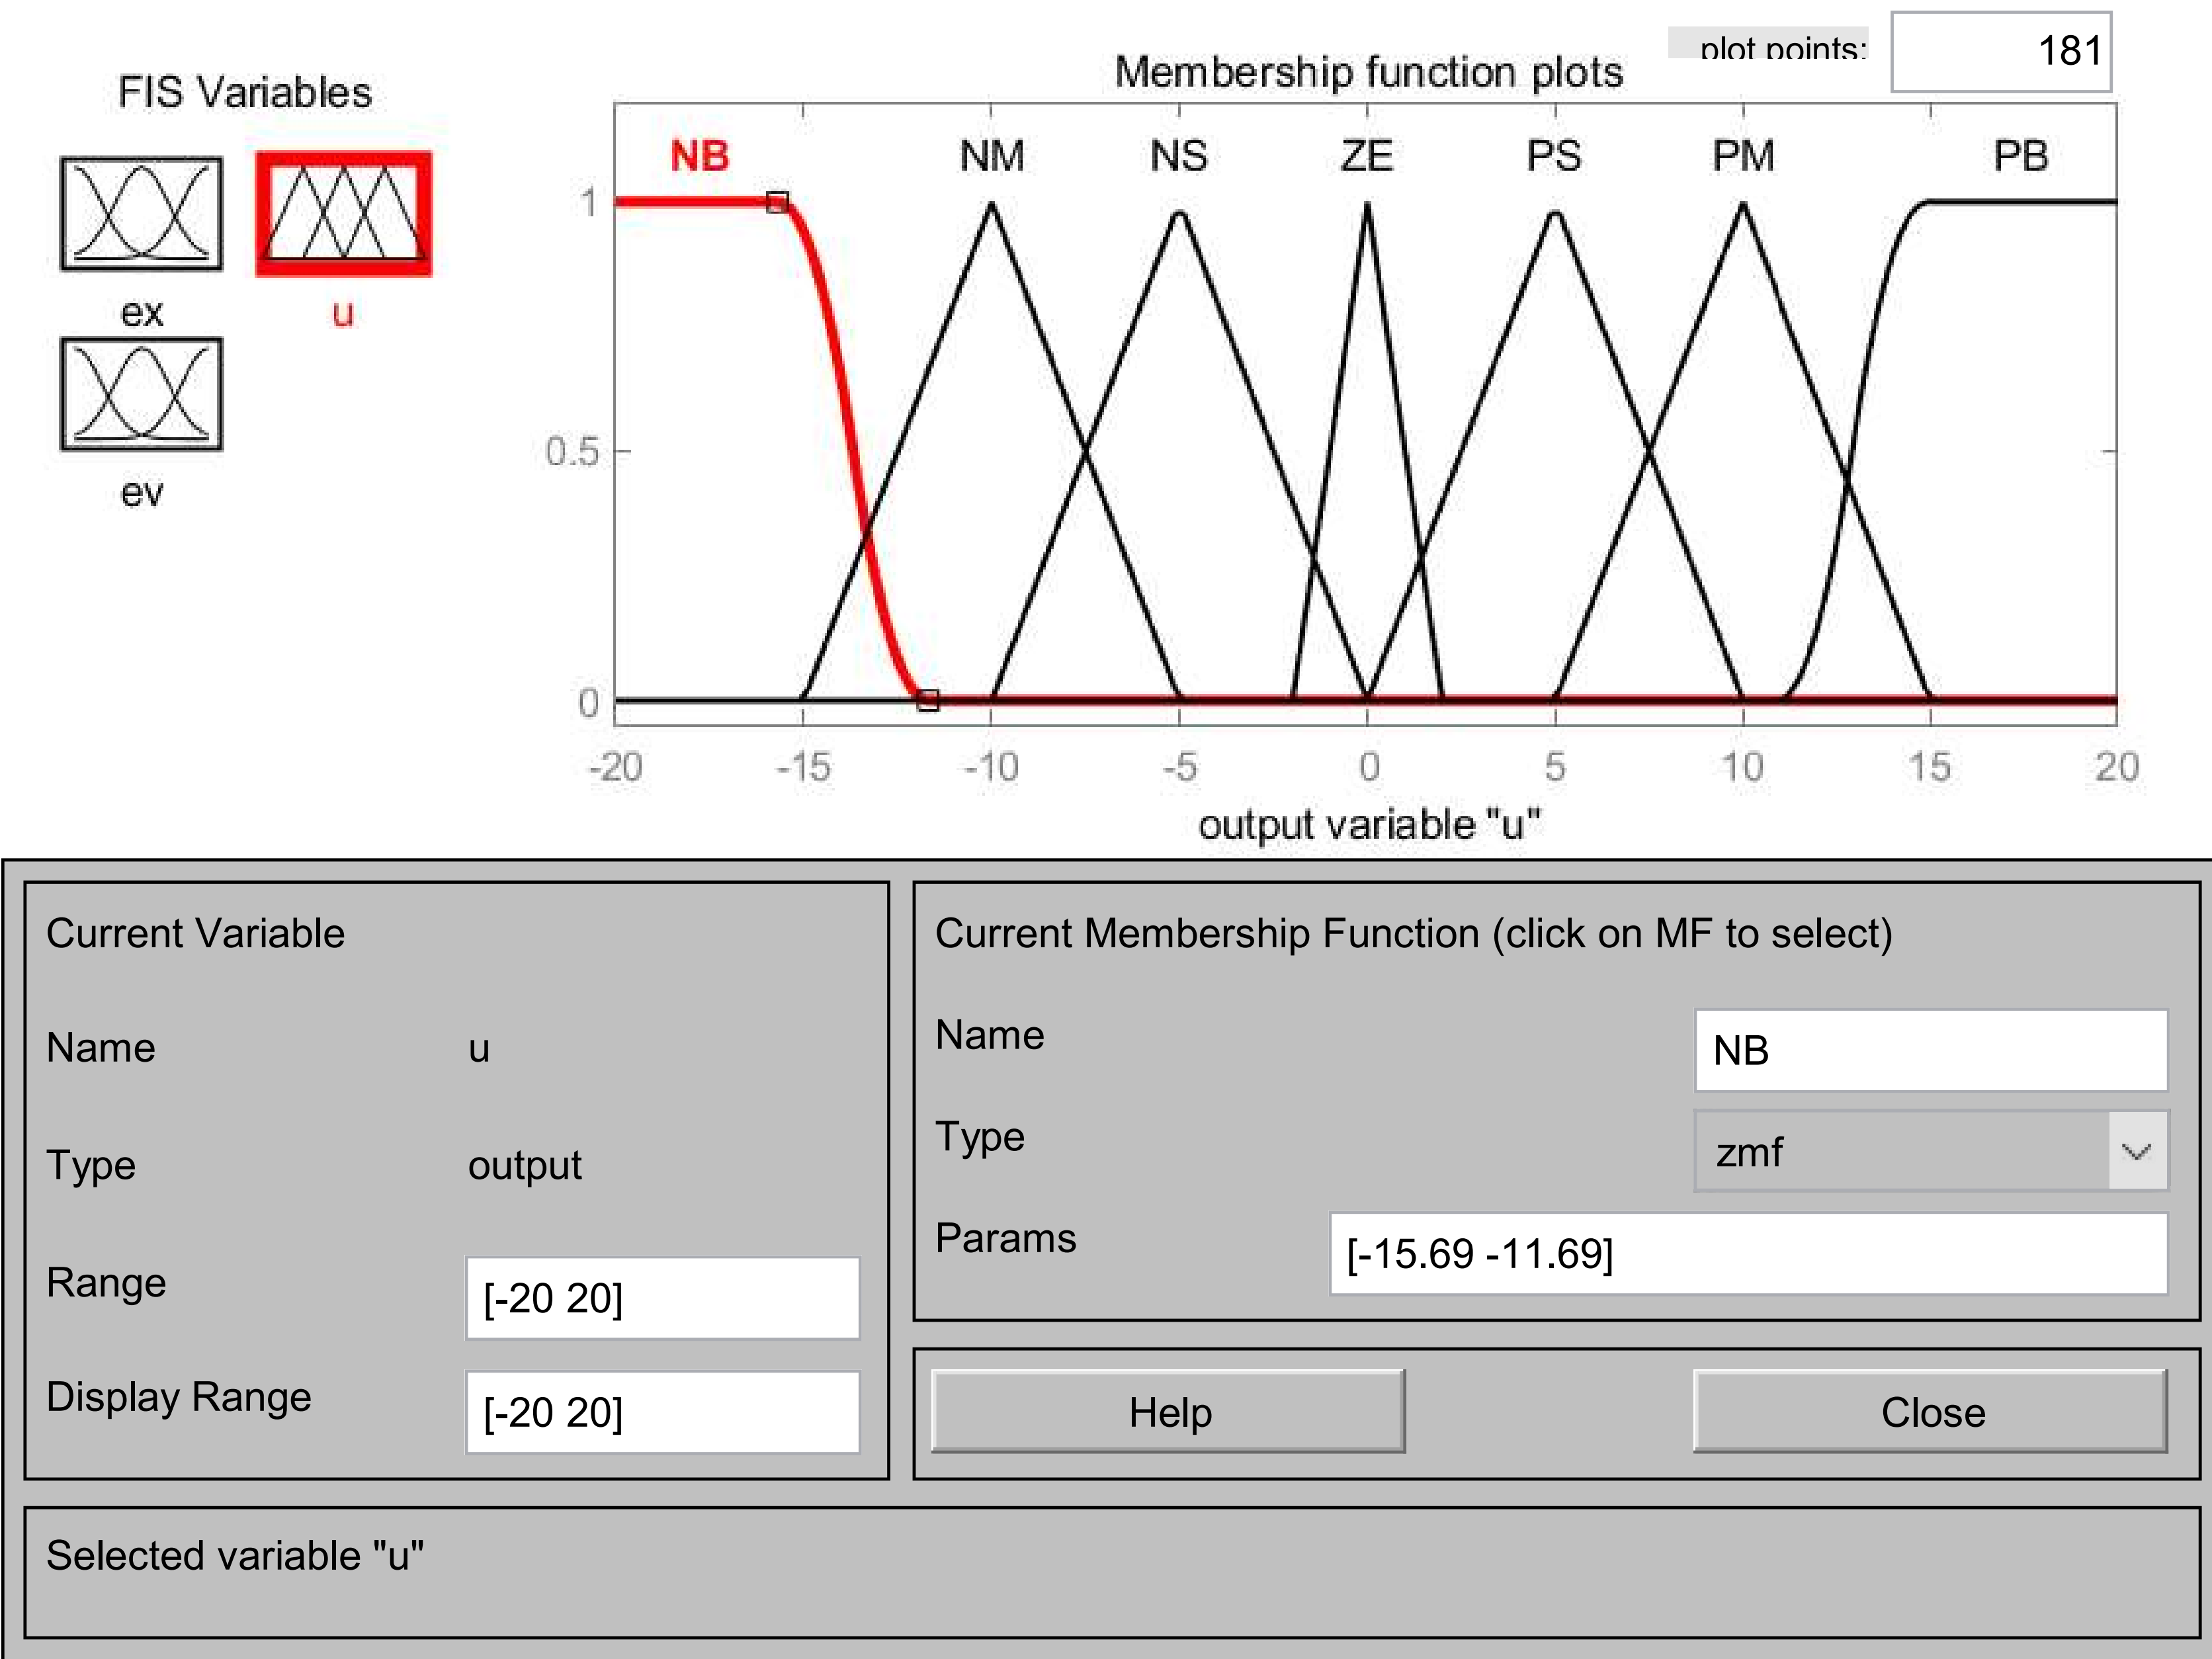 plot points:
181
FIS Variables
Membership function plots
NB
NM
NS
ZE
PS
PM
PB
ex
u
ev
1
0.5
0
-20
-15
-10
-5
0
5
10
15
20
output variable "u"
Current Variable
Name
u
Type
output
Range
[-20 20]
Display Range
[-20 20]
Current Membership Function (click on MF to select)
Name
NB
Type
zmf
Params
[-15.69 -11.69]
Help
Close
Selected variable "u"